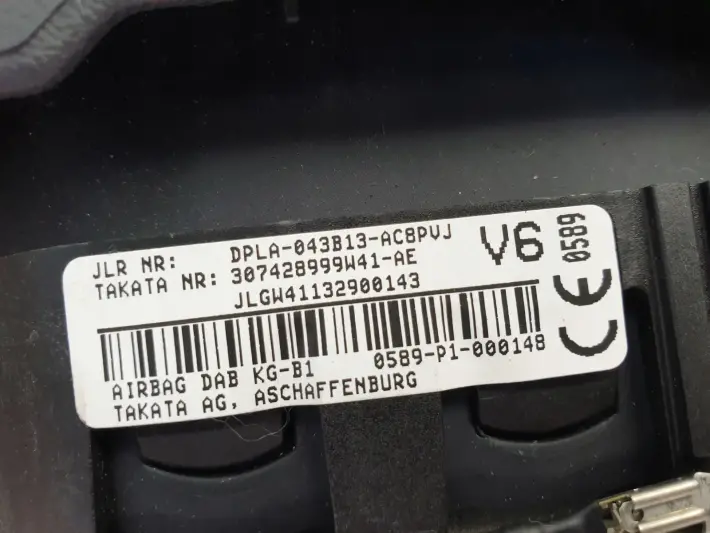 JLR NR: DPLA-043B13-AC8PVJ
TAKATA NR: 307428999W41-AE
JLGW41132900143
V6
0589
CE
0589-P1-000148
AIRBAG DAB KG-B1
TAKATA AG, ASCHAFFENBURG